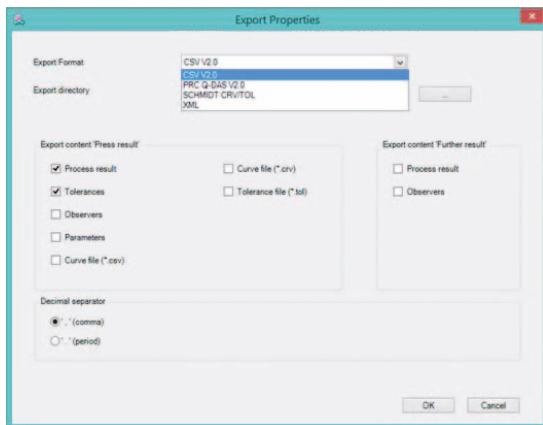 Export Properties
Export Format
CSV V2.0
CSV V2.0
PRC Q-DAS V2.0
SCHMIDT CRV/TOL
XML
Export directory
...
Export content 'Press result'
Export content 'Further result'
Process result
Curve file (*.crv)
Process result
Tolerances
Tolerance file (*.tol)
Observers
Observers
Parameters
Curve file (*.csv)
Decimal separator
' , ' (comma)
' . ' (period)
OK
Cancel